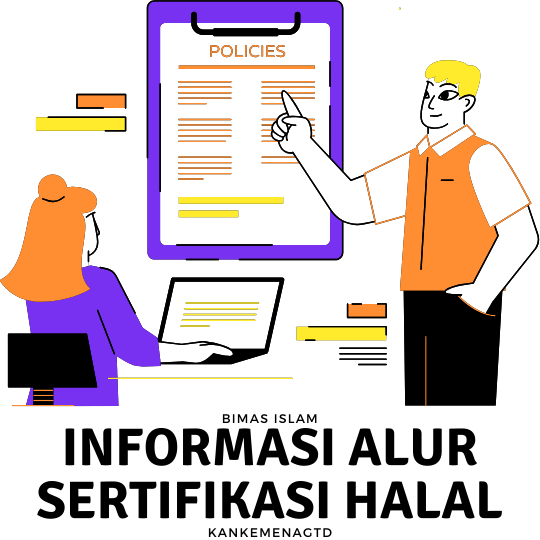 POLICIES
BIMAS ISLAM
INFORMASI ALUR
SERTIFIKASI HALAL
KANKEMENAGTD